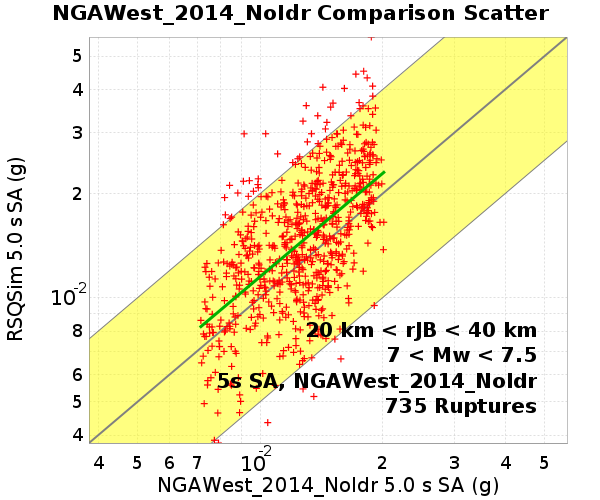 NGAWest_2014_NoIdr Comparison Scatter
RSQSim 5.0 s SA (g)
5
4
3
2
10-2
8
6
5
4
20 km < rJB < 40 km
7 < Mw < 7.5
5s SA, NGAWest_2014_NoIdr
735 Ruptures
4 5 6 7 10-2 2 3 4 5
NGAWest_2014_NoIdr 5.0 s SA (g)